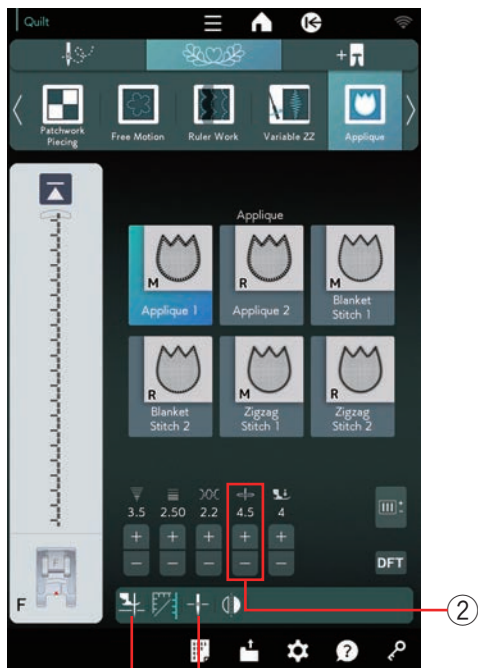 Quilt
+
Patchwork
Piecing
Free Motion
Ruler Work
Variable ZZ
Applique
Applique
M
Applique 1
R
Applique 2
M
Blanket
Stitch 1
R
Blanket
Stitch 2
M
Zigzag
Stitch 1
R
Zigzag
Stitch 2
3.5 2.50 2.2 4.5 4
+ + + + +
− − − − −
DFT
F
②
?